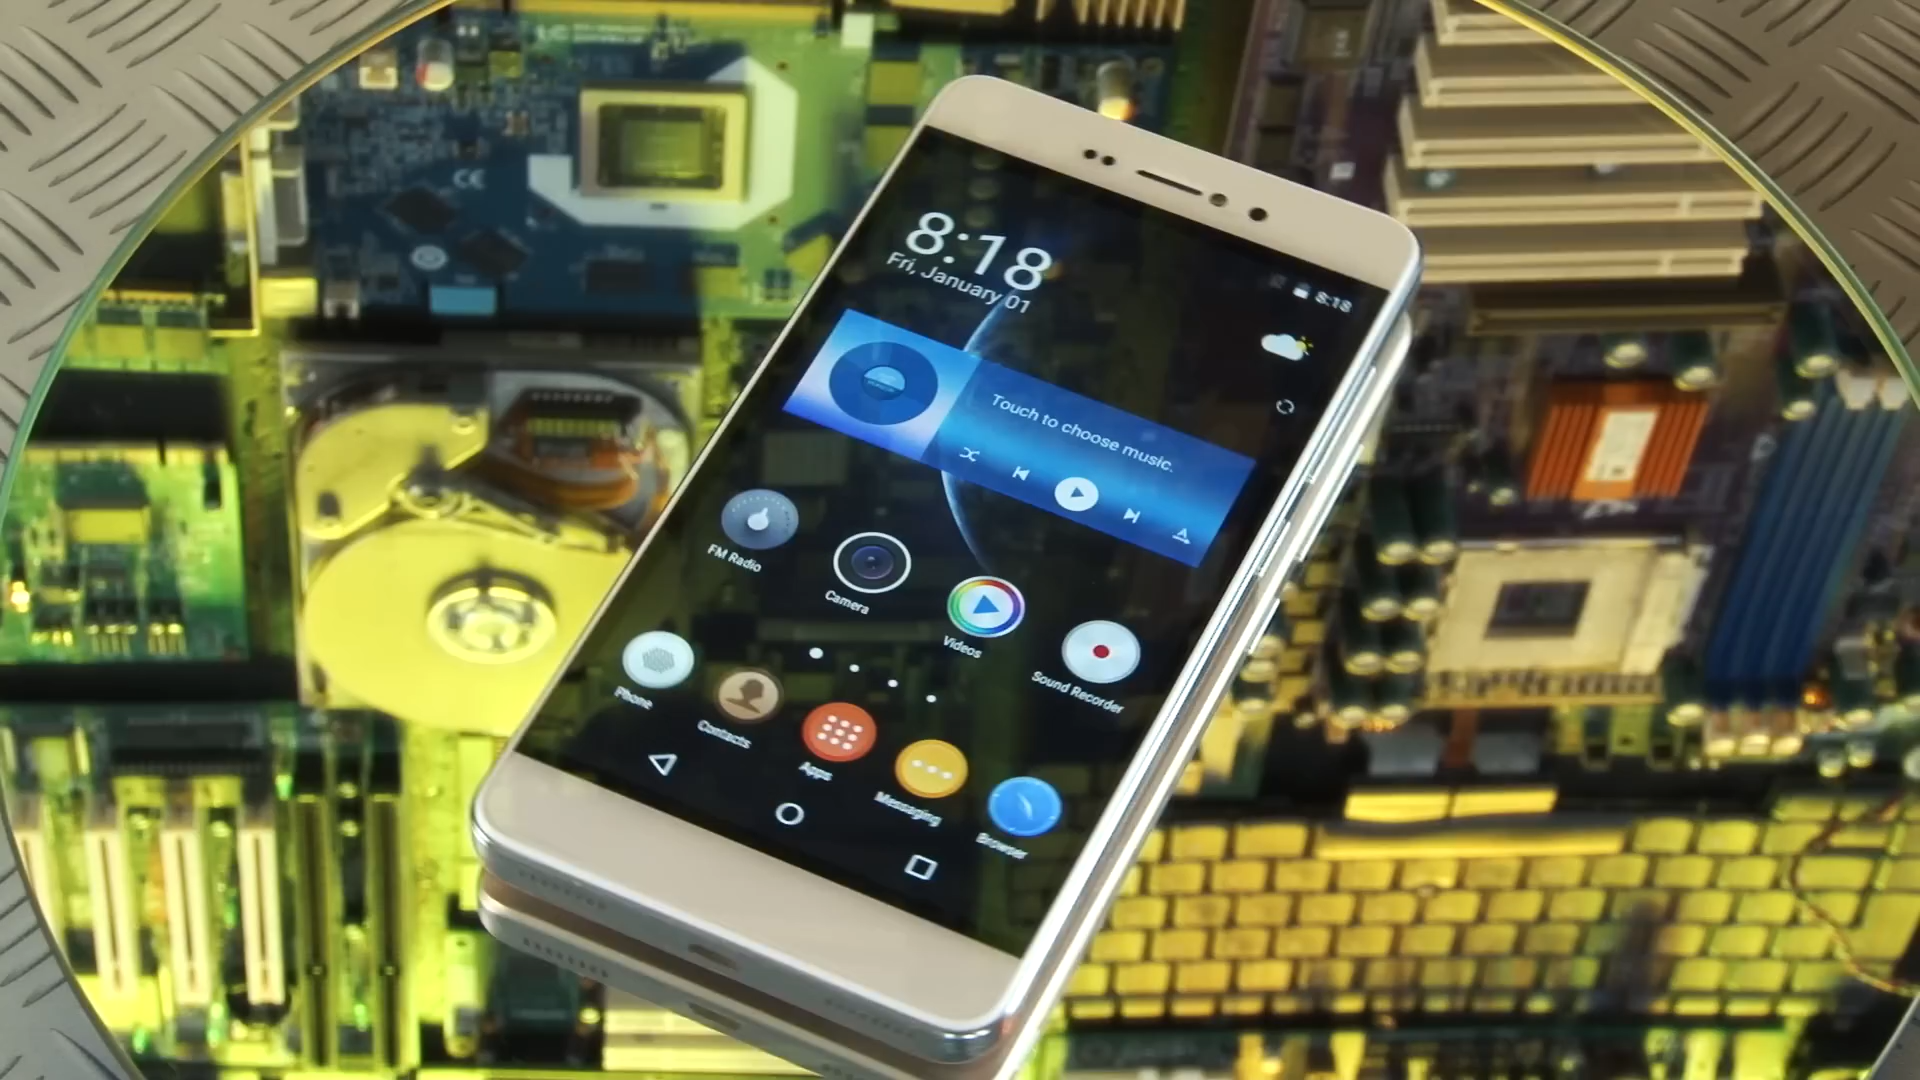 CE
8:18
Fri, January 01
8:18
Touch to choose music.
FM Radio
Camera
Videos
Sound Recorder
Phone
Contacts
Apps
Messaging
Browser